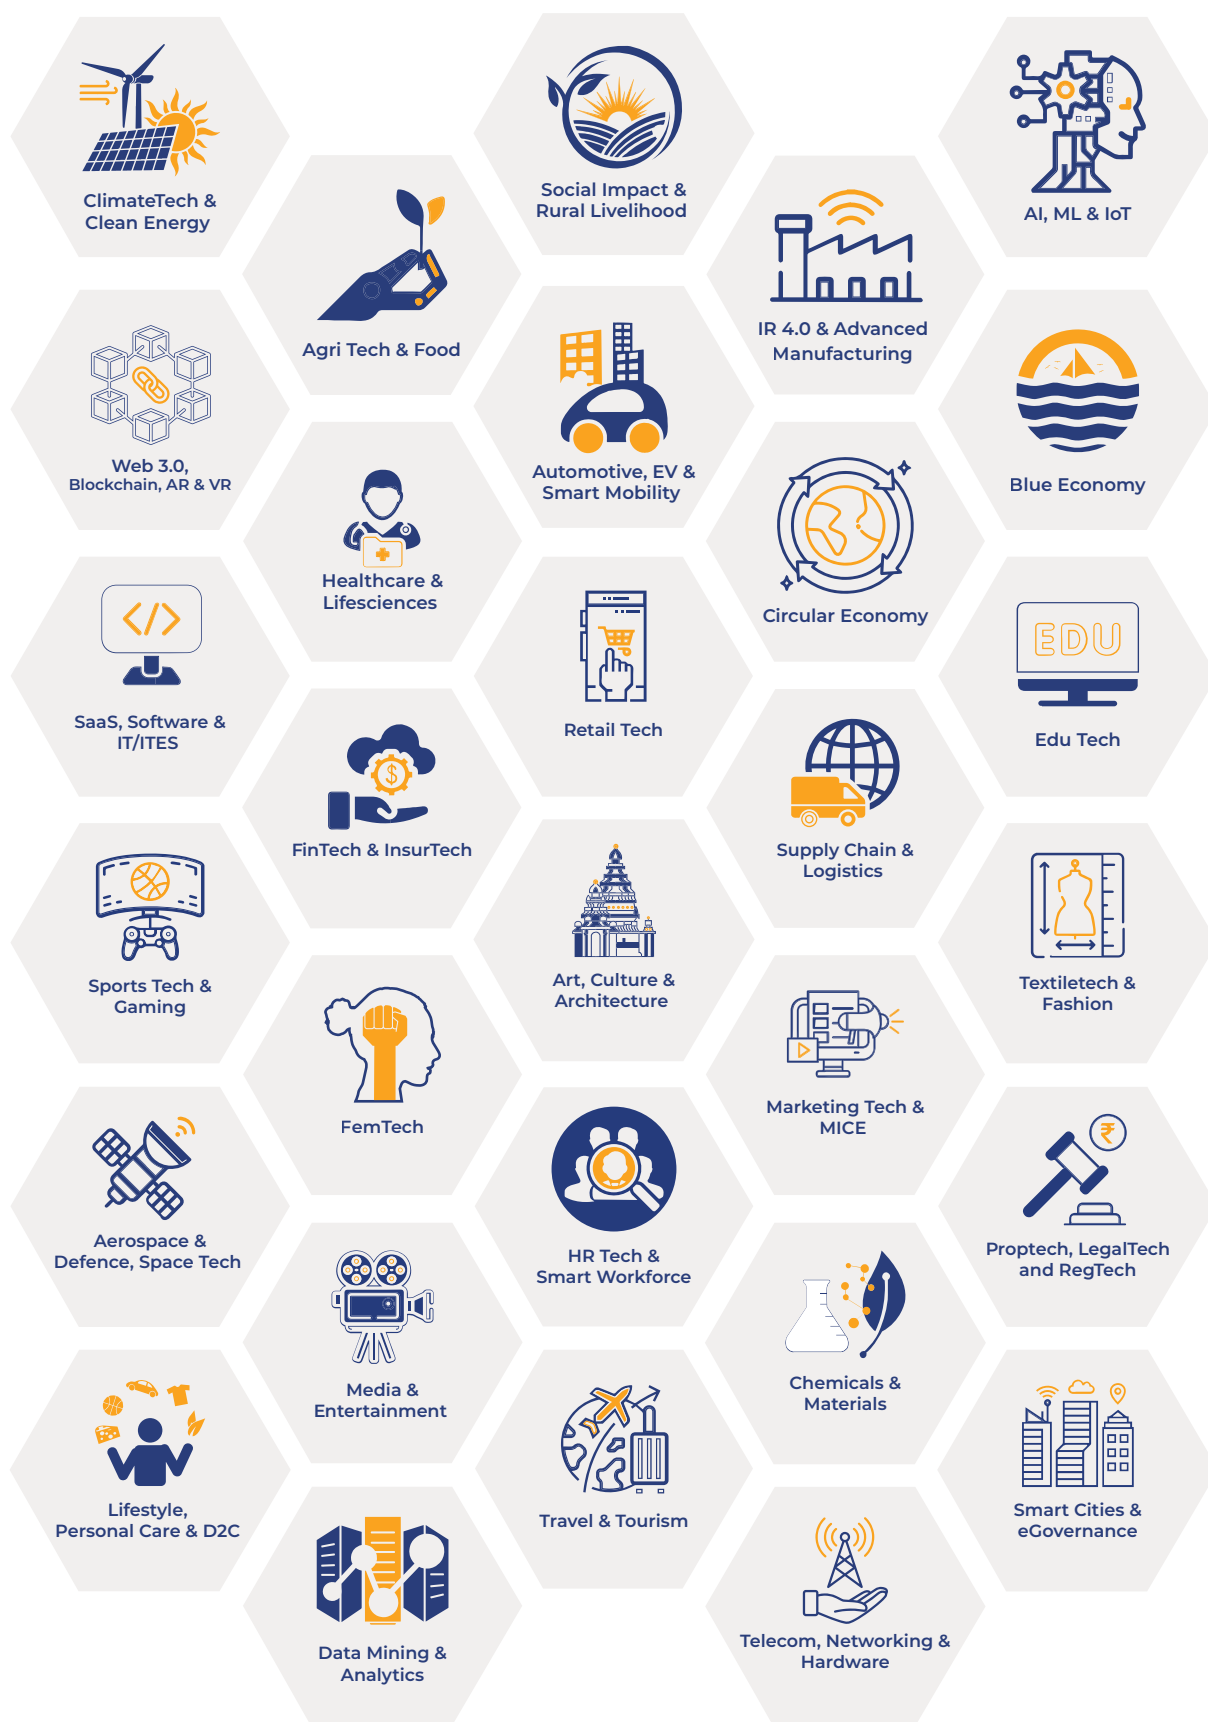 ClimateTech &
Clean Energy
Social Impact &
Rural Livelihood
AI, ML & IoT
Agri Tech & Food
IR 4.0 & Advanced
Manufacturing
Web 3.0,
Blockchain, AR & VR
Automotive, EV &
Smart Mobility
Blue Economy
Healthcare &
Lifesciences
Circular Economy
</>
SaaS, Software &
IT/ITES
Retail Tech
EDU
Edu Tech
$
FinTech & InsurTech
Supply Chain &
Logistics
Sports Tech &
Gaming
Art, Culture &
Architecture
Textiletech &
Fashion
FemTech
Marketing Tech &
MICE
Aerospace &
Defence, Space Tech
HR Tech &
Smart Workforce
₹
Proptech, LegalTech
and RegTech
Media &
Entertainment
Chemicals &
Materials
Lifestyle,
Personal Care & D2C
Travel & Tourism
Smart Cities &
eGovernance
Data Mining &
Analytics
Telecom, Networking &
Hardware